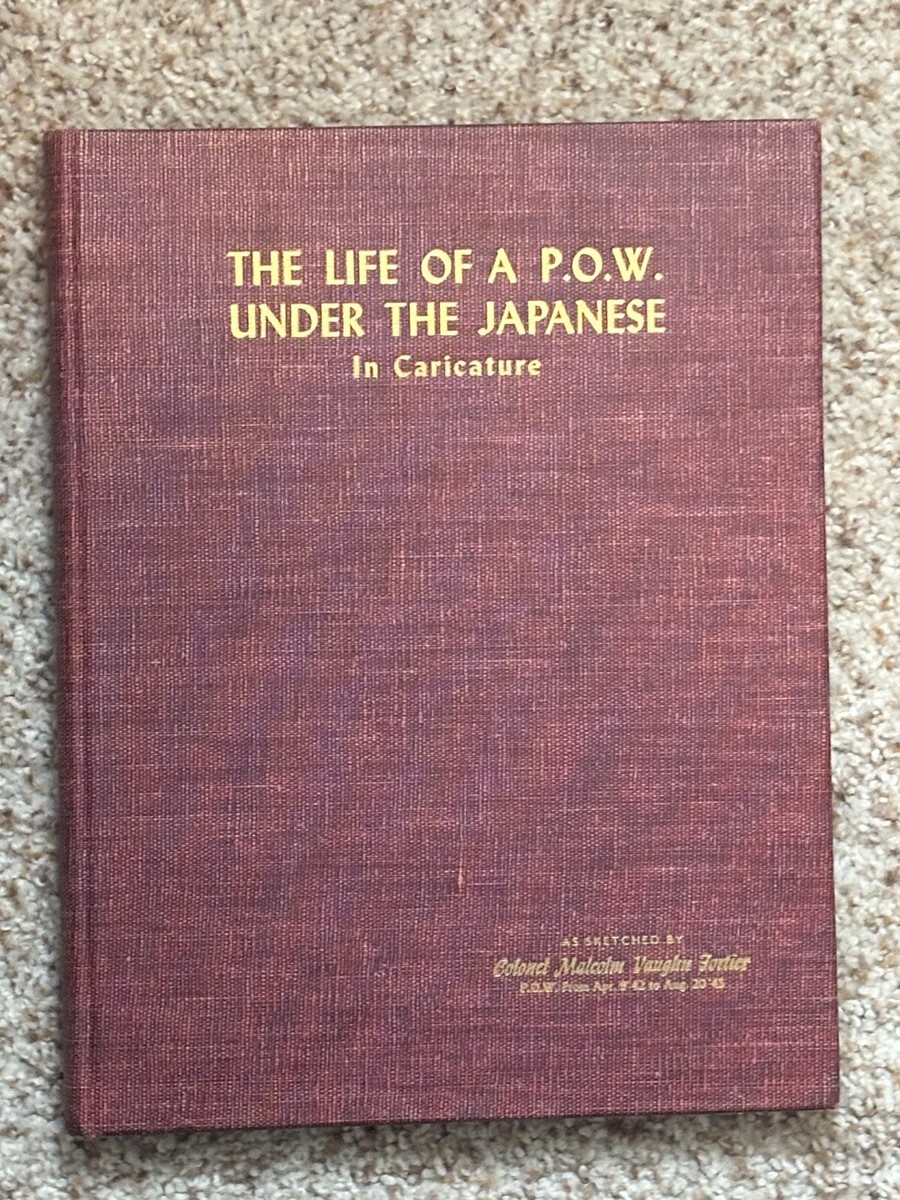 THE LIFE OF A P.O.W.
UNDER THE JAPANESE
In Caricature
AS SKETCHED BY
Colonel Malcolm Vaughn Fortier
P.O.W. From Apr. 9 '42 to Aug. 20 '45